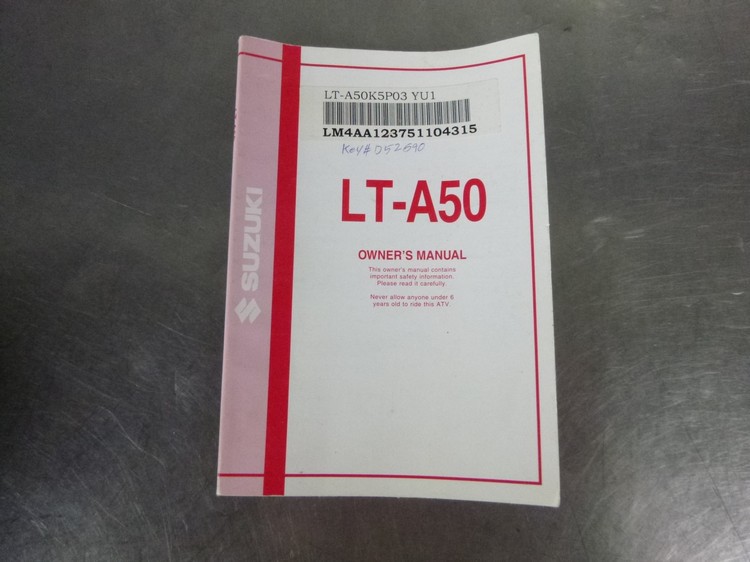 LT-A50K5P03 YU1
LM4AA123751104315
Key# D52690
SUZUKI
LT-A50
OWNER'S MANUAL
This owner's manual contains
important safety information.
Please read it carefully.
Never allow anyone under 6
years old to ride this ATV.